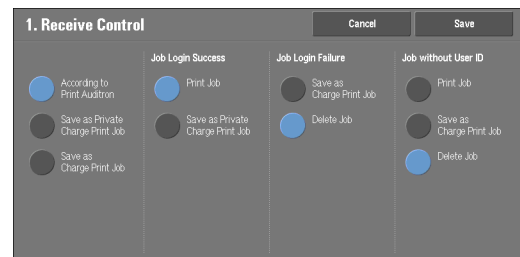 1. Receive Control
Cancel
Save
According to
Print Auditron
Save as Private
Charge Print Job
Save as
Charge Print Job
Job Login Success
Print Job
Save as Private
Charge Print Job
Job Login Failure
Save as
Charge Print Job
Delete Job
Job without User ID
Print Job
Save as
Charge Print Job
Delete Job